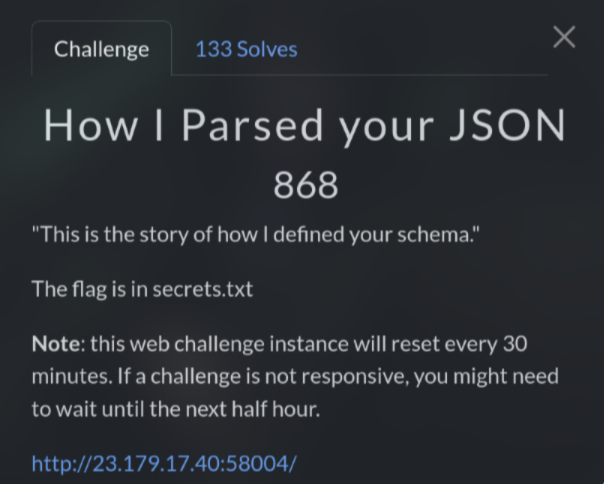 Challenge
133 Solves
How I Parsed your JSON
868
"This is the story of how I defined your schema."
The flag is in secrets.txt
Note: this web challenge instance will reset every 30
minutes. If a challenge is not responsive, you might need
to wait until the next half hour.
http://23.179.17.40:58004/